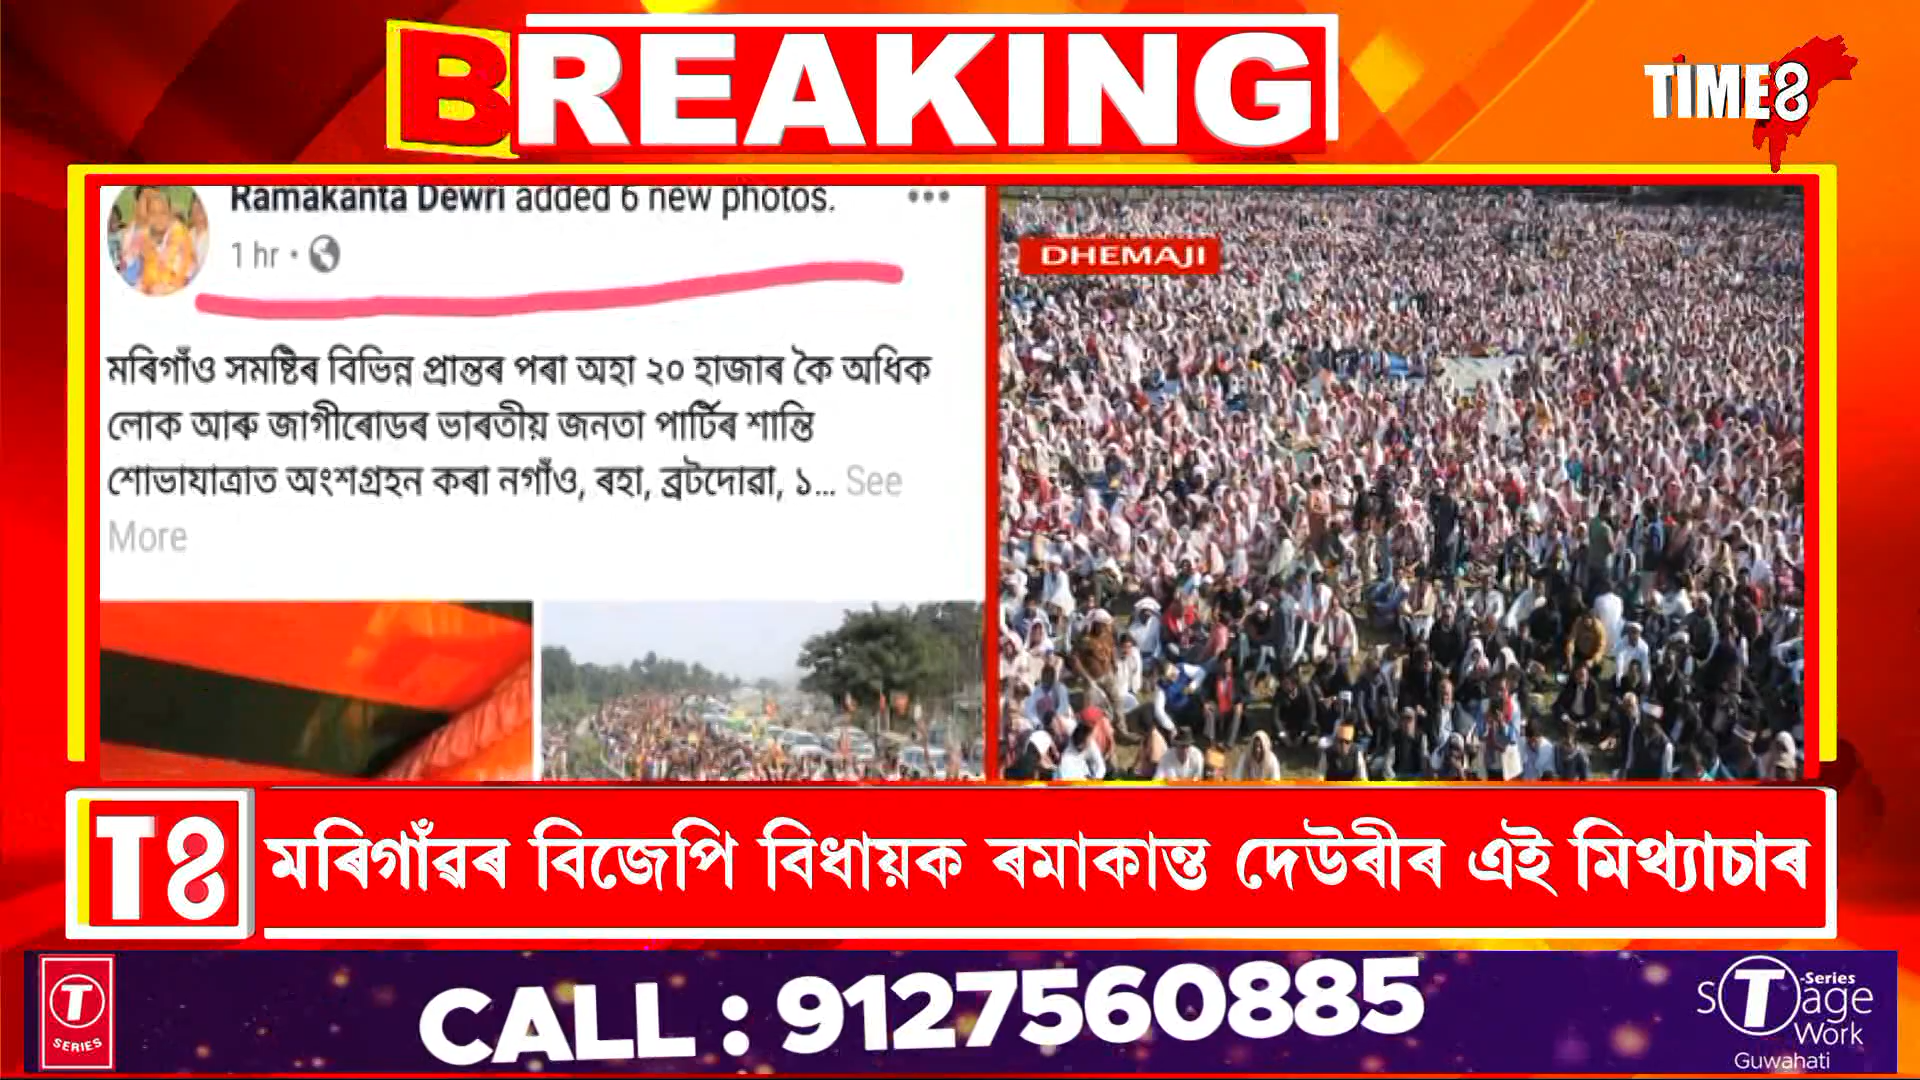 BREAKING
TIME8
Ramakanta Dewri added 6 new photos.
1 hr
মৰিগাঁও সমষ্টিৰ বিভিন্ন প্ৰান্তৰ পৰা অহা ২০ হাজাৰ কৈ অধিক
লোক আৰু জাগীৰোডৰ ভাৰতীয় জনতা পাৰ্টিৰ শান্তি
শোভাযাত্ৰাত অংশগ্ৰহন কৰা নগাঁও, ৰহা, ব্ৰটদোৱা, ১... See
More
DHEMAJI
T8
মৰিগাঁৱৰ বিজেপি বিধায়ক ৰমাকান্ত দেউৰীৰ এই মিথ্যাচাৰ
T
SERIES
CALL : 9127560885
T-Series
Stage
Work
Guwahati